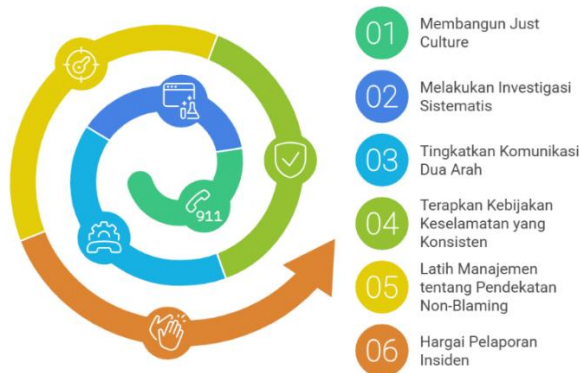 911
01
Membangun Just
Culture
02
Melakukan Investigasi
Sistematis
03
Tingkatkan Komunikasi
Dua Arah
04
Terapkan Kebijakan
Keselamatan yang
Konsisten
05
Latih Manajemen
tentang Pendekatan
Non-Blaming
06
Hargai Pelaporan
Insiden